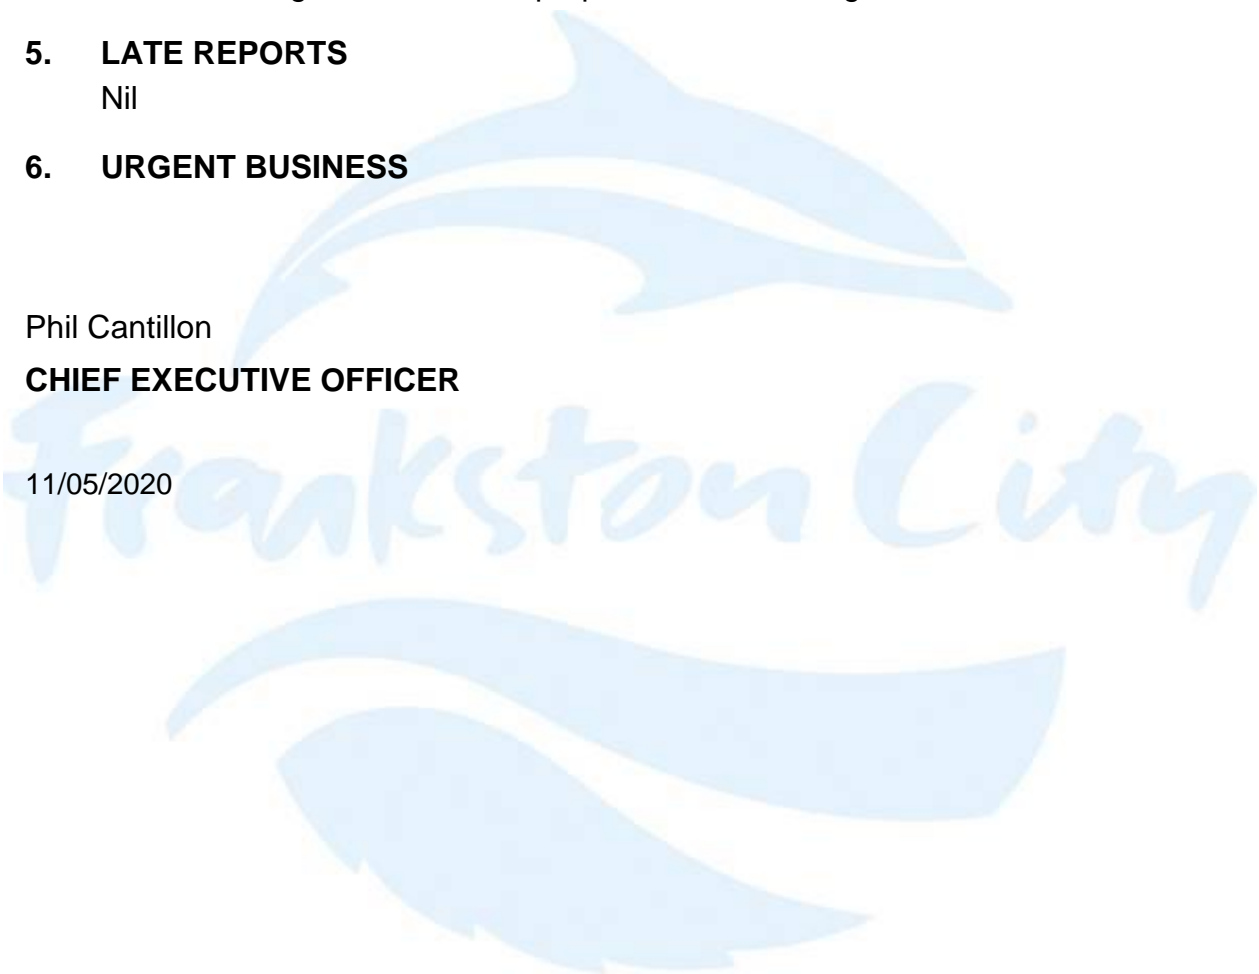 5. LATE REPORTS
Nil
6. URGENT BUSINESS
Phil Cantillon
CHIEF EXECUTIVE OFFICER
11/05/2020
Frankston City